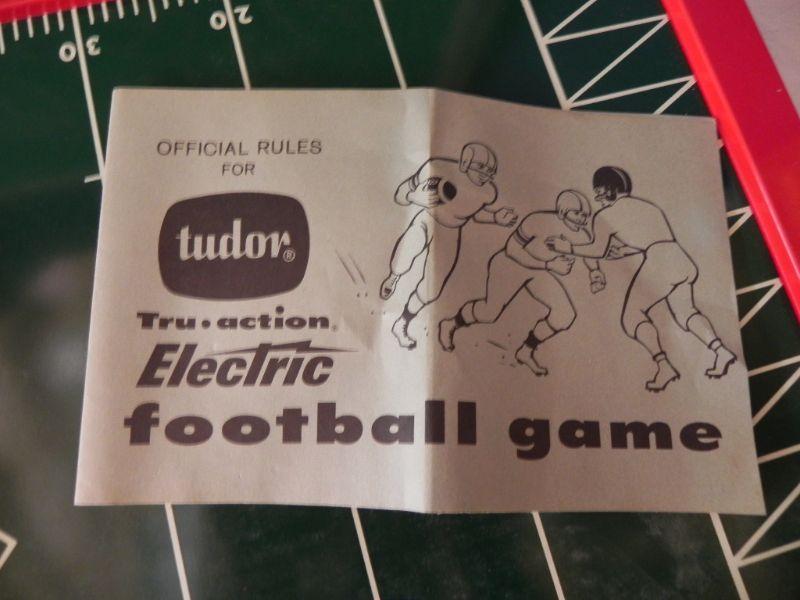 30
20
OFFICIAL RULES
FOR
tudor®
Tru•action®
Electric
football game